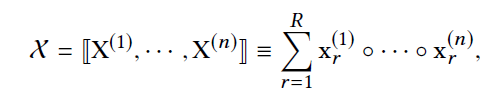 𝒳 = ⟦X⁽¹⁾, ⋯ , X⁽ⁿ⁾⟧ ≡ ∑_{r=1}^{R} x_r^{(1)} ∘ ⋯ ∘ x_r^{(n)},